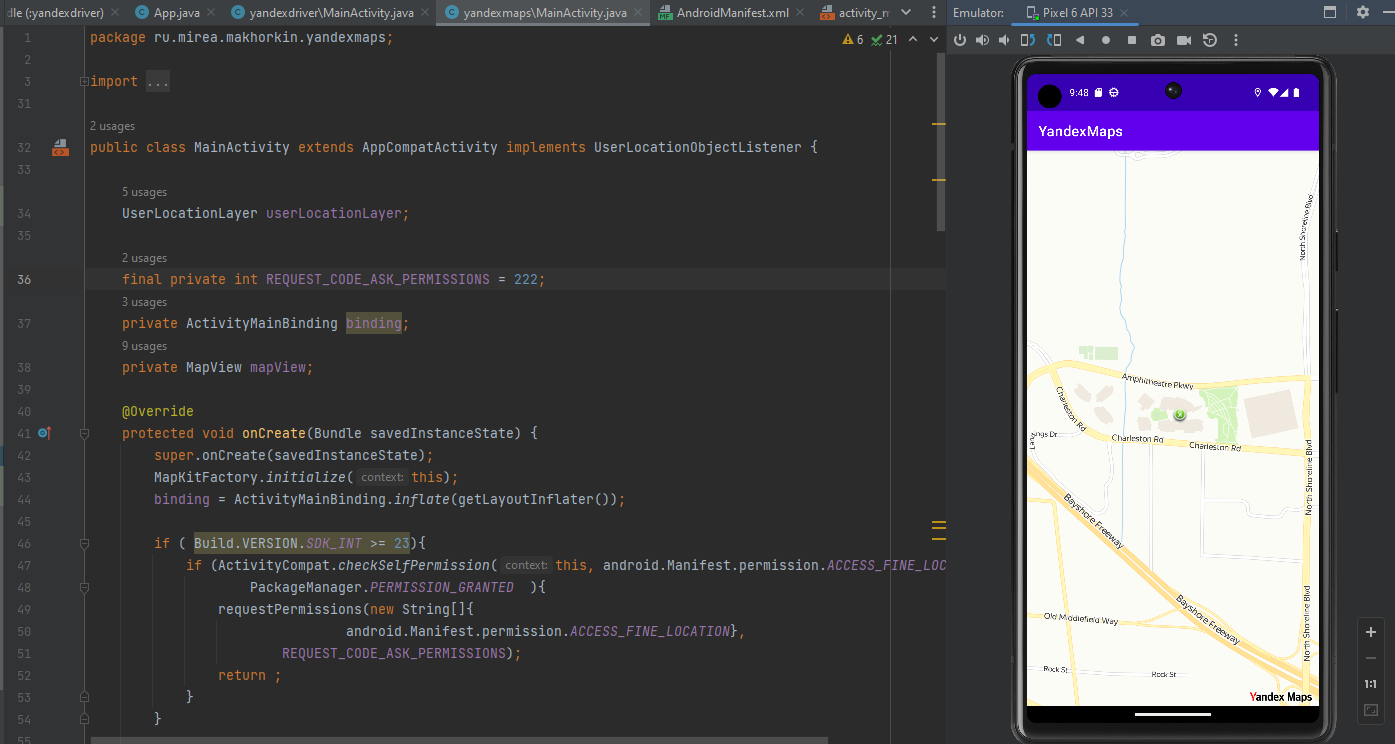 dle (:yandexdriver)
App.java
yandexdriver\MainActivity.java
yandexmaps\MainActivity.java
AndroidManifest.xml
activity_m
Emulator:
Pixel 6 API 33
6
21
1 package ru.mirea.makhorkin.yandexmaps;
2
3 import ...
31
2 usages
32 public class MainActivity extends AppCompatActivity implements UserLocationObjectListener {
33
5 usages
34 UserLocationLayer userLocationLayer;
35
2 usages
36 final private int REQUEST_CODE_ASK_PERMISSIONS = 222;
3 usages
37 private ActivityMainBinding binding;
9 usages
38 private MapView mapView;
39
40 @Override
41 protected void onCreate(Bundle savedInstanceState) {
42 super.onCreate(savedInstanceState);
43 MapKitFactory.initialize( context: this);
44 binding = ActivityMainBinding.inflate(getLayoutInflater());
45
46 if ( Build.VERSION.SDK_INT >= 23){
47 if (ActivityCompat.checkSelfPermission( context: this, android.Manifest.permission.ACCESS_FINE_LOC
48 PackageManager.PERMISSION_GRANTED ){
49 requestPermissions(new String[]{
50 android.Manifest.permission.ACCESS_FINE_LOCATION},
51 REQUEST_CODE_ASK_PERMISSIONS);
52 return ;
53 }
54 }
55
9:48
YandexMaps
North Shoreline Blvd
Amphitheatre Pkwy
Charleston Rd
Charleston Rd
Charleston Rd
North Shoreline Blvd
Bayshore Freeway
Bayshore Freeway
North Shoreline Blvd
Old Middlefield Way
Rock St
Rock St
Yandex Maps
1:1